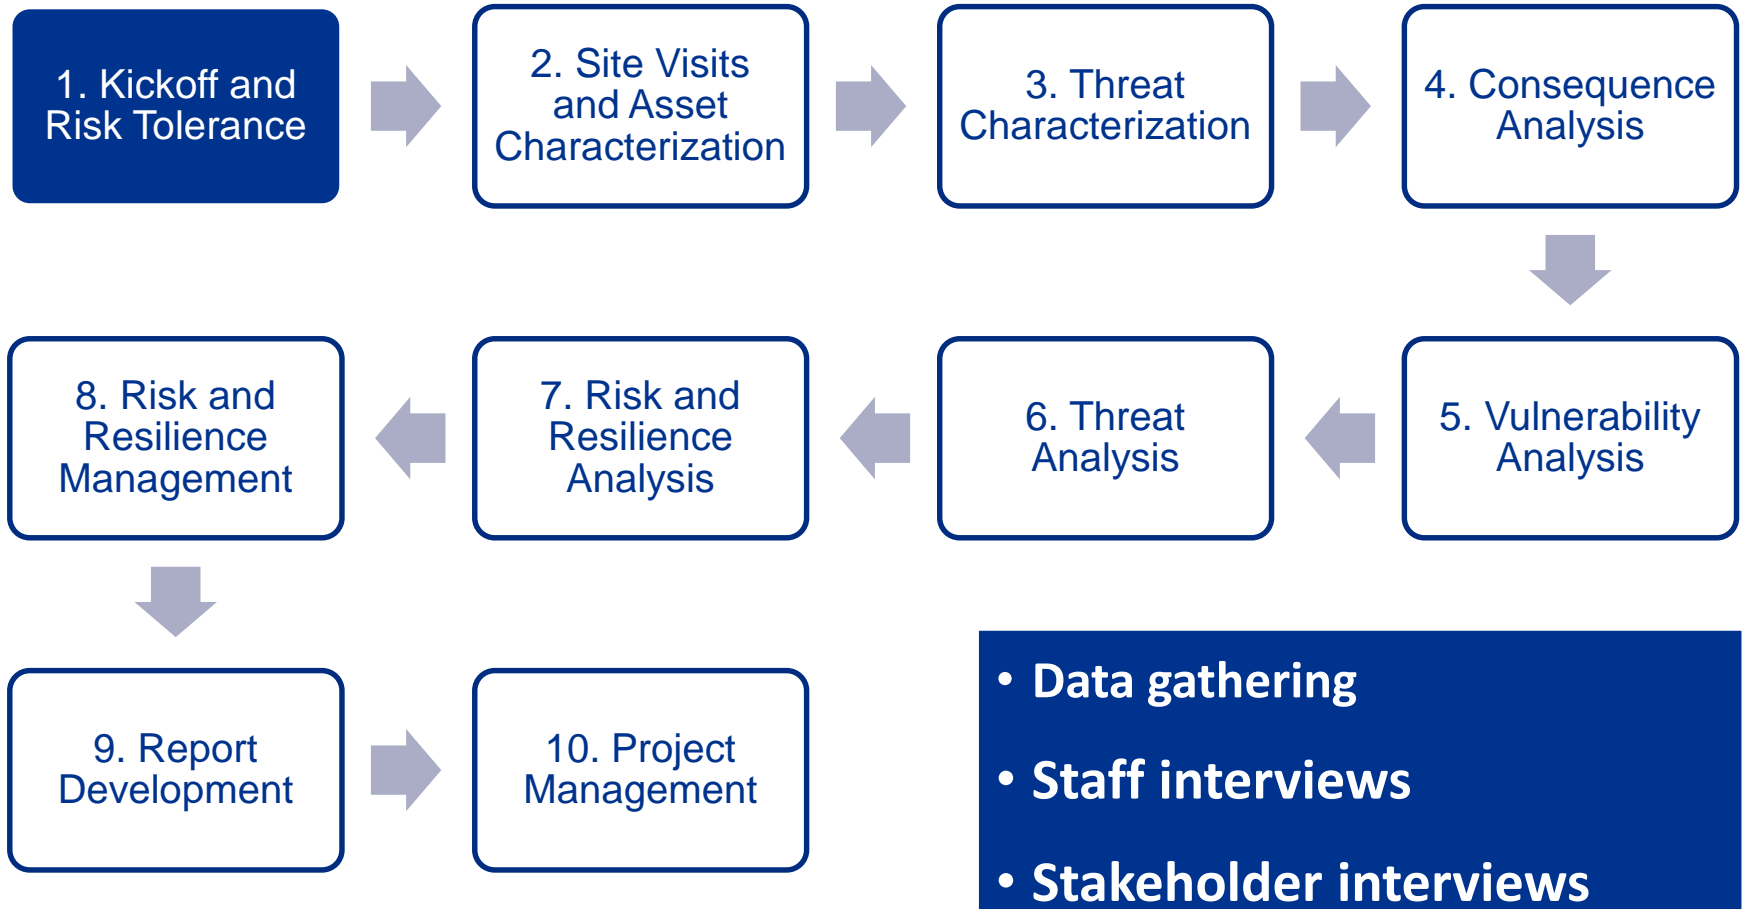 1. Kickoff and
Risk Tolerance
2. Site Visits
and Asset
Characterization
3. Threat
Characterization
4. Consequence
Analysis
5. Vulnerability
Analysis
6. Threat
Analysis
7. Risk and
Resilience
Analysis
8. Risk and
Resilience
Management
9. Report
Development
10. Project
Management
• Data gathering
• Staff interviews
• Stakeholder interviews